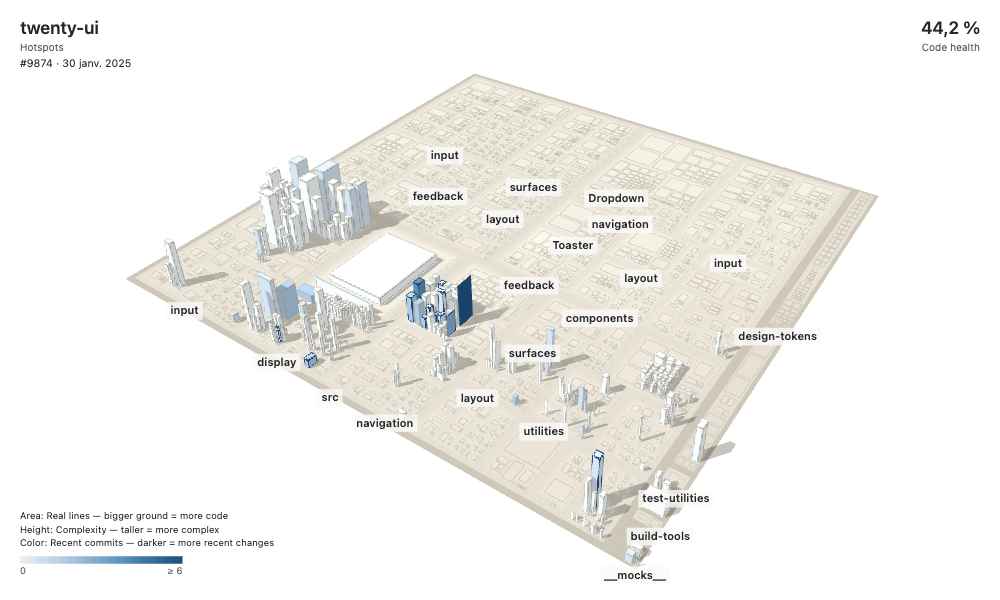 twenty-ui
Hotspots
#9874 · 30 janv. 2025
44,2 %
Code health
input
feedback
surfaces
Dropdown
layout
navigation
Toaster
input
layout
feedback
input
components
design-tokens
surfaces
display
src
layout
navigation
utilities
test-utilities
build-tools
__mocks__
Area: Real lines — bigger ground = more code
Height: Complexity — taller = more complex
Color: Recent commits — darker = more recent changes
0
≥ 6